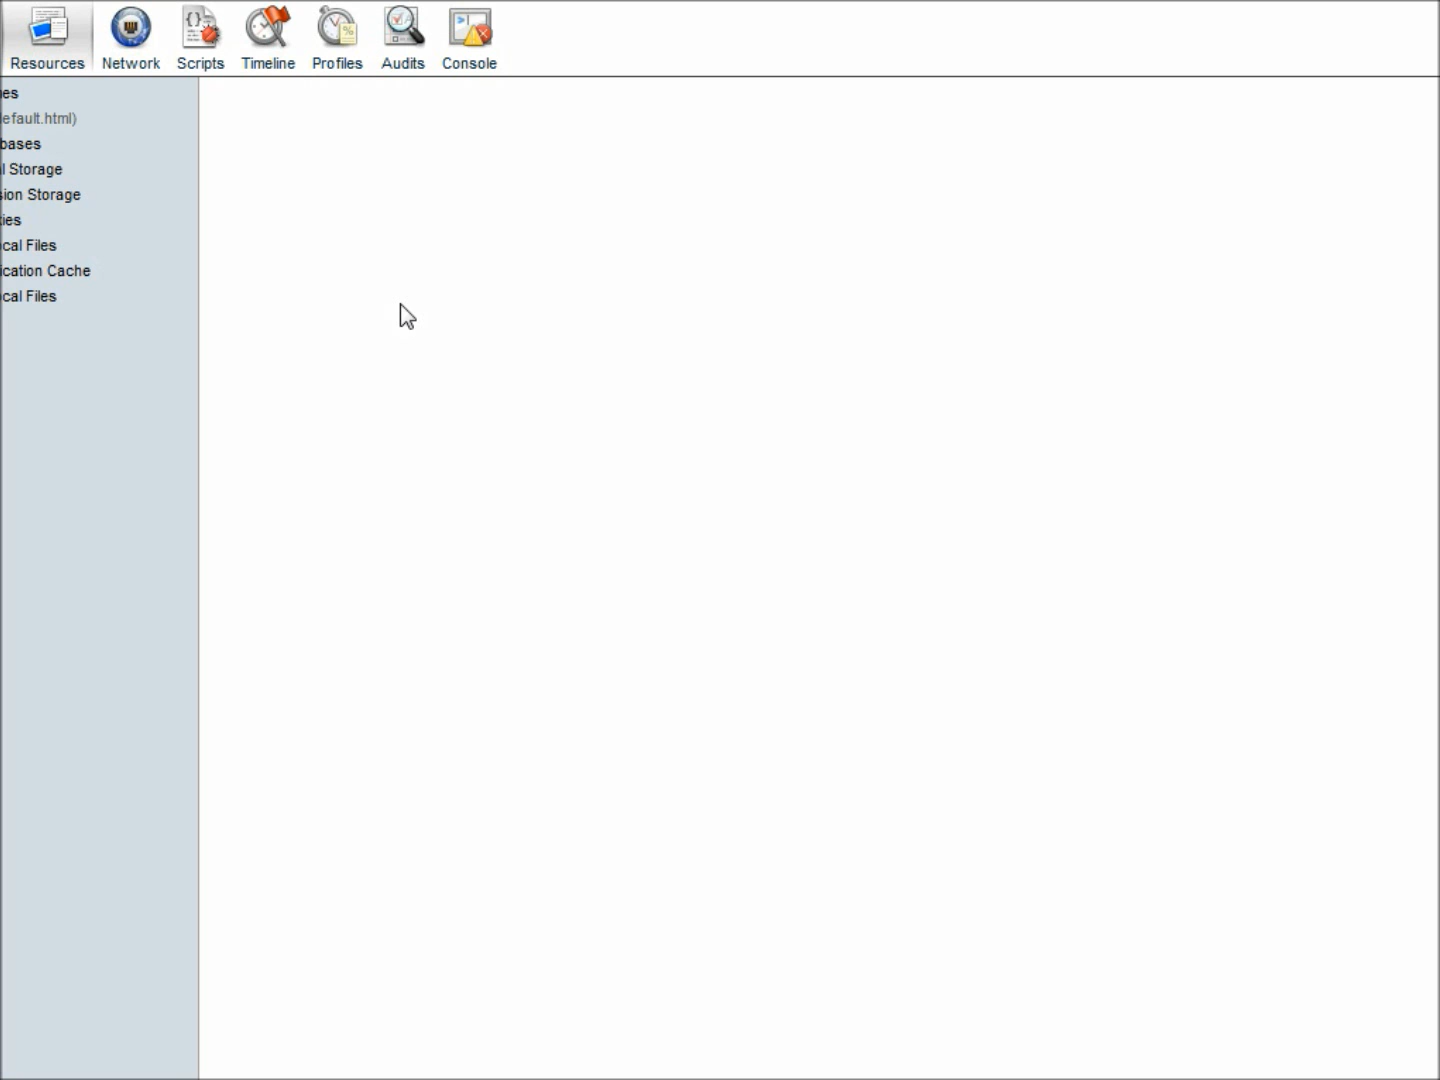 Resources Network Scripts Timeline Profiles Audits Console
es
efault.html)
bases
l Storage
sion Storage
ies
cal Files
ication Cache
cal Files